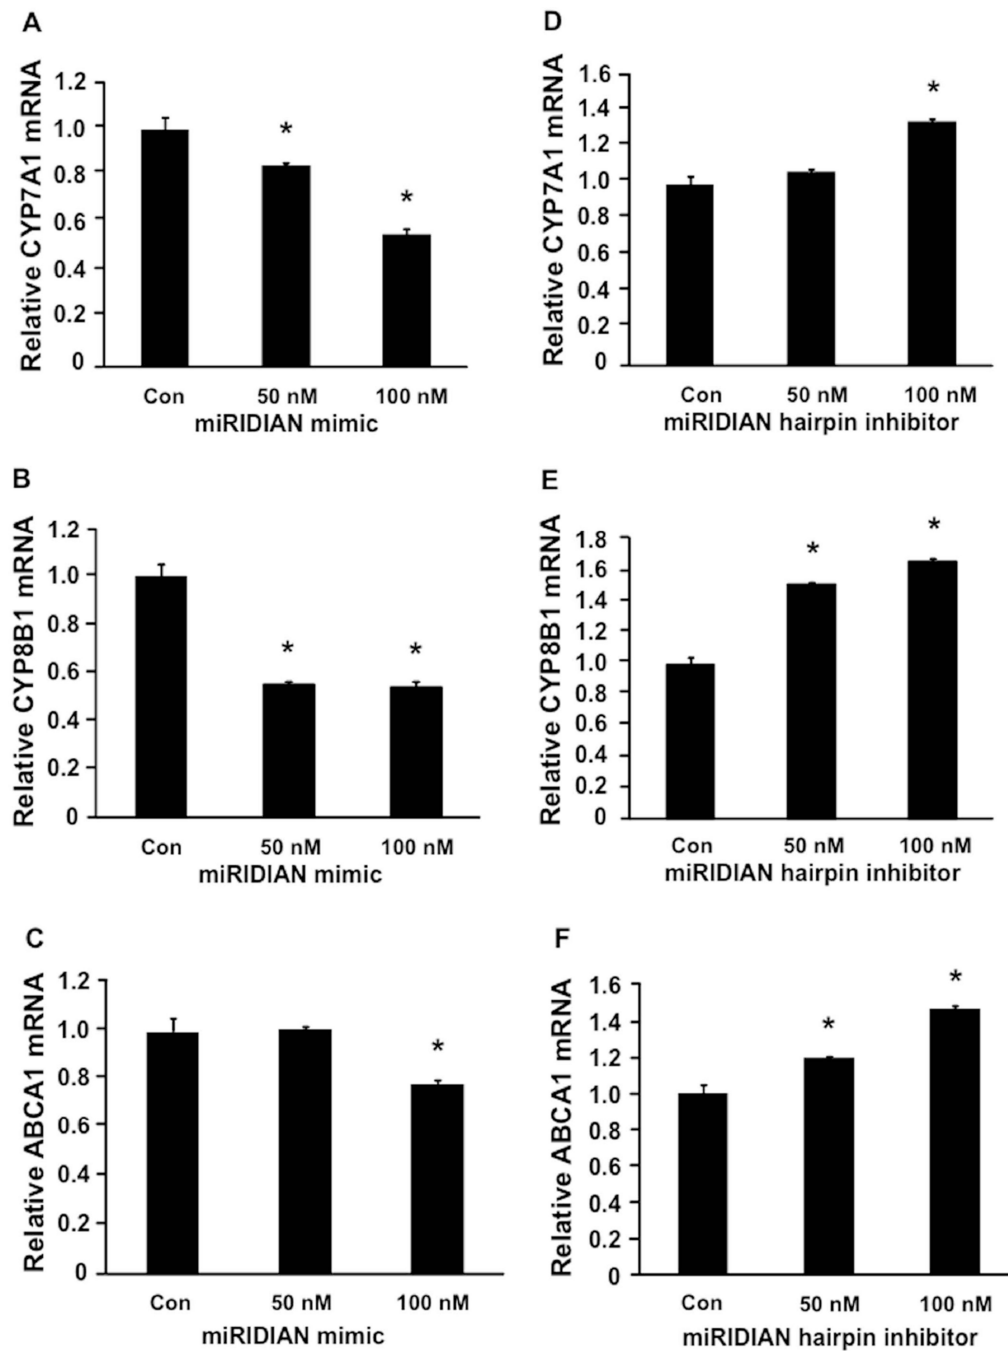 A
Relative CYP7A1 mRNA
1.2
1.0
0.8
0.6
0.4
0.2
0
*
*
Con 50 nM 100 nM
miRIDIAN mimic
D
Relative CYP7A1 mRNA
1.6
1.4
1.2
1.0
0.8
0.6
0.4
0.2
0
*
Con 50 nM 100 nM
miRIDIAN hairpin inhibitor
B
Relative CYP8B1 mRNA
1.2
1.0
0.8
0.6
0.4
0.2
0
*
*
Con 50 nM 100 nM
miRIDIAN mimic
E
Relative CYP8B1 mRNA
1.8
1.6
1.4
1.2
1.0
0.8
0.6
0.4
0.2
0
*
*
Con 50 nM 100 nM
miRIDIAN hairpin inhibitor
C
Relative ABCA1 mRNA
1.2
1.0
0.8
0.6
0.4
0.2
0
*
Con 50 nM 100 nM
miRIDIAN mimic
F
Relative ABCA1 mRNA
1.6
1.4
1.2
1.0
0.8
0.6
0.4
0.2
0
*
*
Con 50 nM 100 nM
miRIDIAN hairpin inhibitor